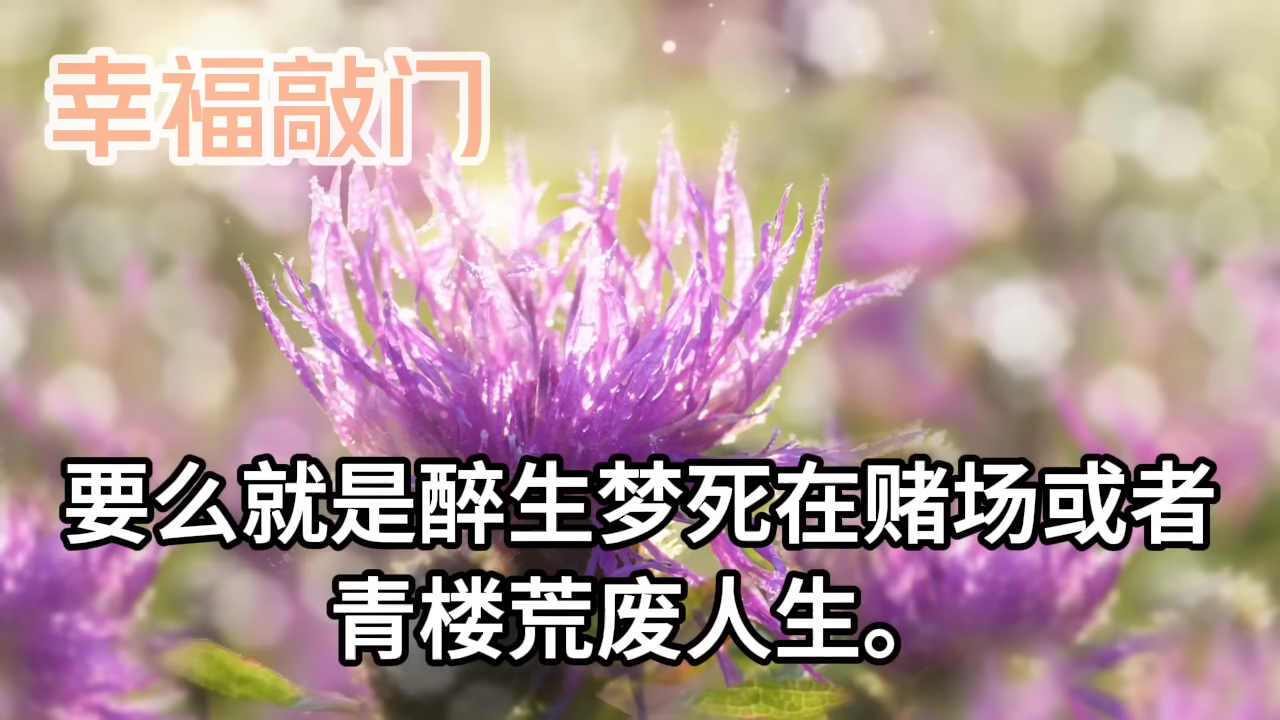 幸福敲门
要么就是醉生梦死在赌场或者
青楼荒废人生。